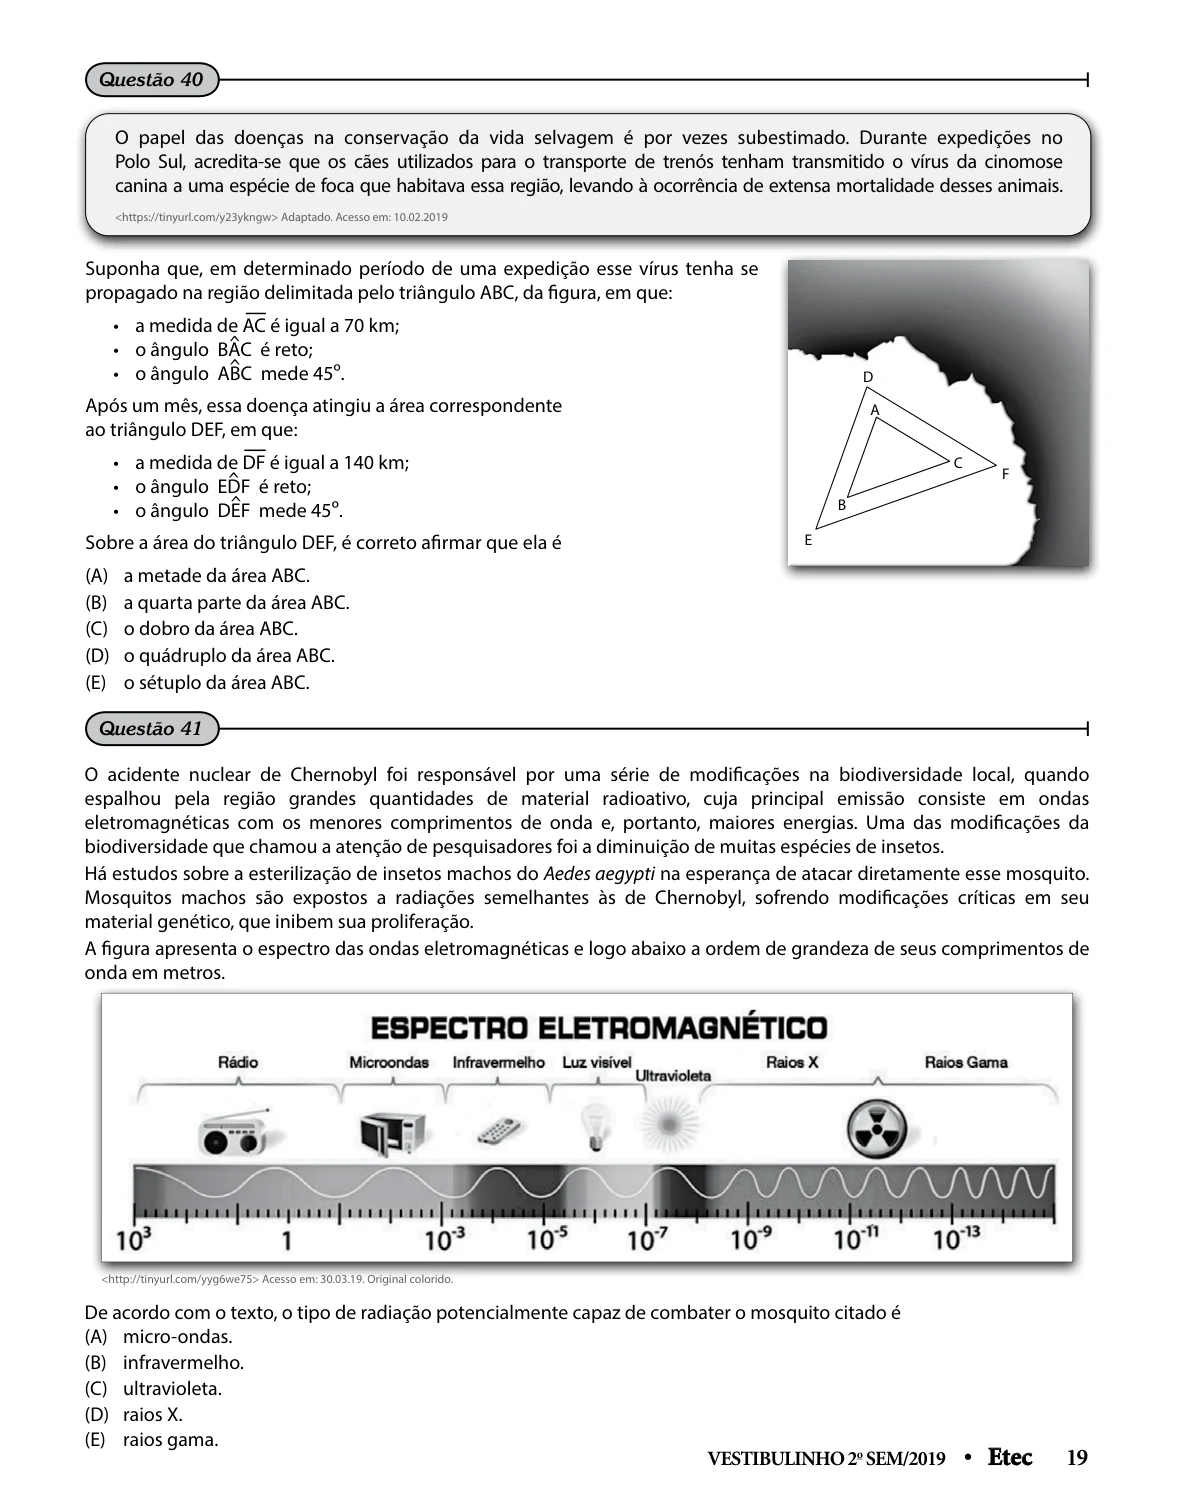 Questão 40
O papel das doenças na conservação da vida selvagem é por vezes subestimado. Durante expedições no
Polo Sul, acredita-se que os cães utilizados para o transporte de trenós tenham transmitido o vírus da cinomose
canina a uma espécie de foca que habitava essa região, levando à ocorrência de extensa mortalidade desses animais.
<https://tinyurl.com/y23ykngw> Adaptado. Acesso em: 10.02.2019
Suponha que, em determinado período de uma expedição esse vírus tenha se
propagado na região delimitada pelo triângulo ABC, da figura, em que:
• a medida de A̅C̅ é igual a 70 km;
• o ângulo BÂC é reto;
• o ângulo AB̂C mede 45º.
Após um mês, essa doença atingiu a área correspondente
ao triângulo DEF, em que:
• a medida de D̅F̅ é igual a 140 km;
• o ângulo ED̂F é reto;
• o ângulo DÊF mede 45º.
Sobre a área do triângulo DEF, é correto afirmar que ela é
(A) a metade da área ABC.
(B) a quarta parte da área ABC.
(C) o dobro da área ABC.
(D) o quádruplo da área ABC.
(E) o sétuplo da área ABC.
D
A
C
F
B
E
Questão 41
O acidente nuclear de Chernobyl foi responsável por uma série de modificações na biodiversidade local, quando
espalhou pela região grandes quantidades de material radioativo, cuja principal emissão consiste em ondas
eletromagnéticas com os menores comprimentos de onda e, portanto, maiores energias. Uma das modificações da
biodiversidade que chamou a atenção de pesquisadores foi a diminuição de muitas espécies de insetos.
Há estudos sobre a esterilização de insetos machos do Aedes aegypti na esperança de atacar diretamente esse mosquito.
Mosquitos machos são expostos a radiações semelhantes às de Chernobyl, sofrendo modificações críticas em seu
material genético, que inibem sua proliferação.
A figura apresenta o espectro das ondas eletromagnéticas e logo abaixo a ordem de grandeza de seus comprimentos de
onda em metros.
ESPECTRO ELETROMAGNÉTICO
Rádio Microondas Infravermelho Luz visível Ultravioleta Raios X Raios Gama
10³ 1 10⁻³ 10⁻⁵ 10⁻⁷ 10⁻⁹ 10⁻¹¹ 10⁻¹³
<http://tinyurl.com/yyg6we75> Acesso em: 30.03.19. Original colorido.
De acordo com o texto, o tipo de radiação potencialmente capaz de combater o mosquito citado é
(A) micro-ondas.
(B) infravermelho.
(C) ultravioleta.
(D) raios X.
(E) raios gama.
VESTIBULINHO 2º SEM/2019 • Etec 19